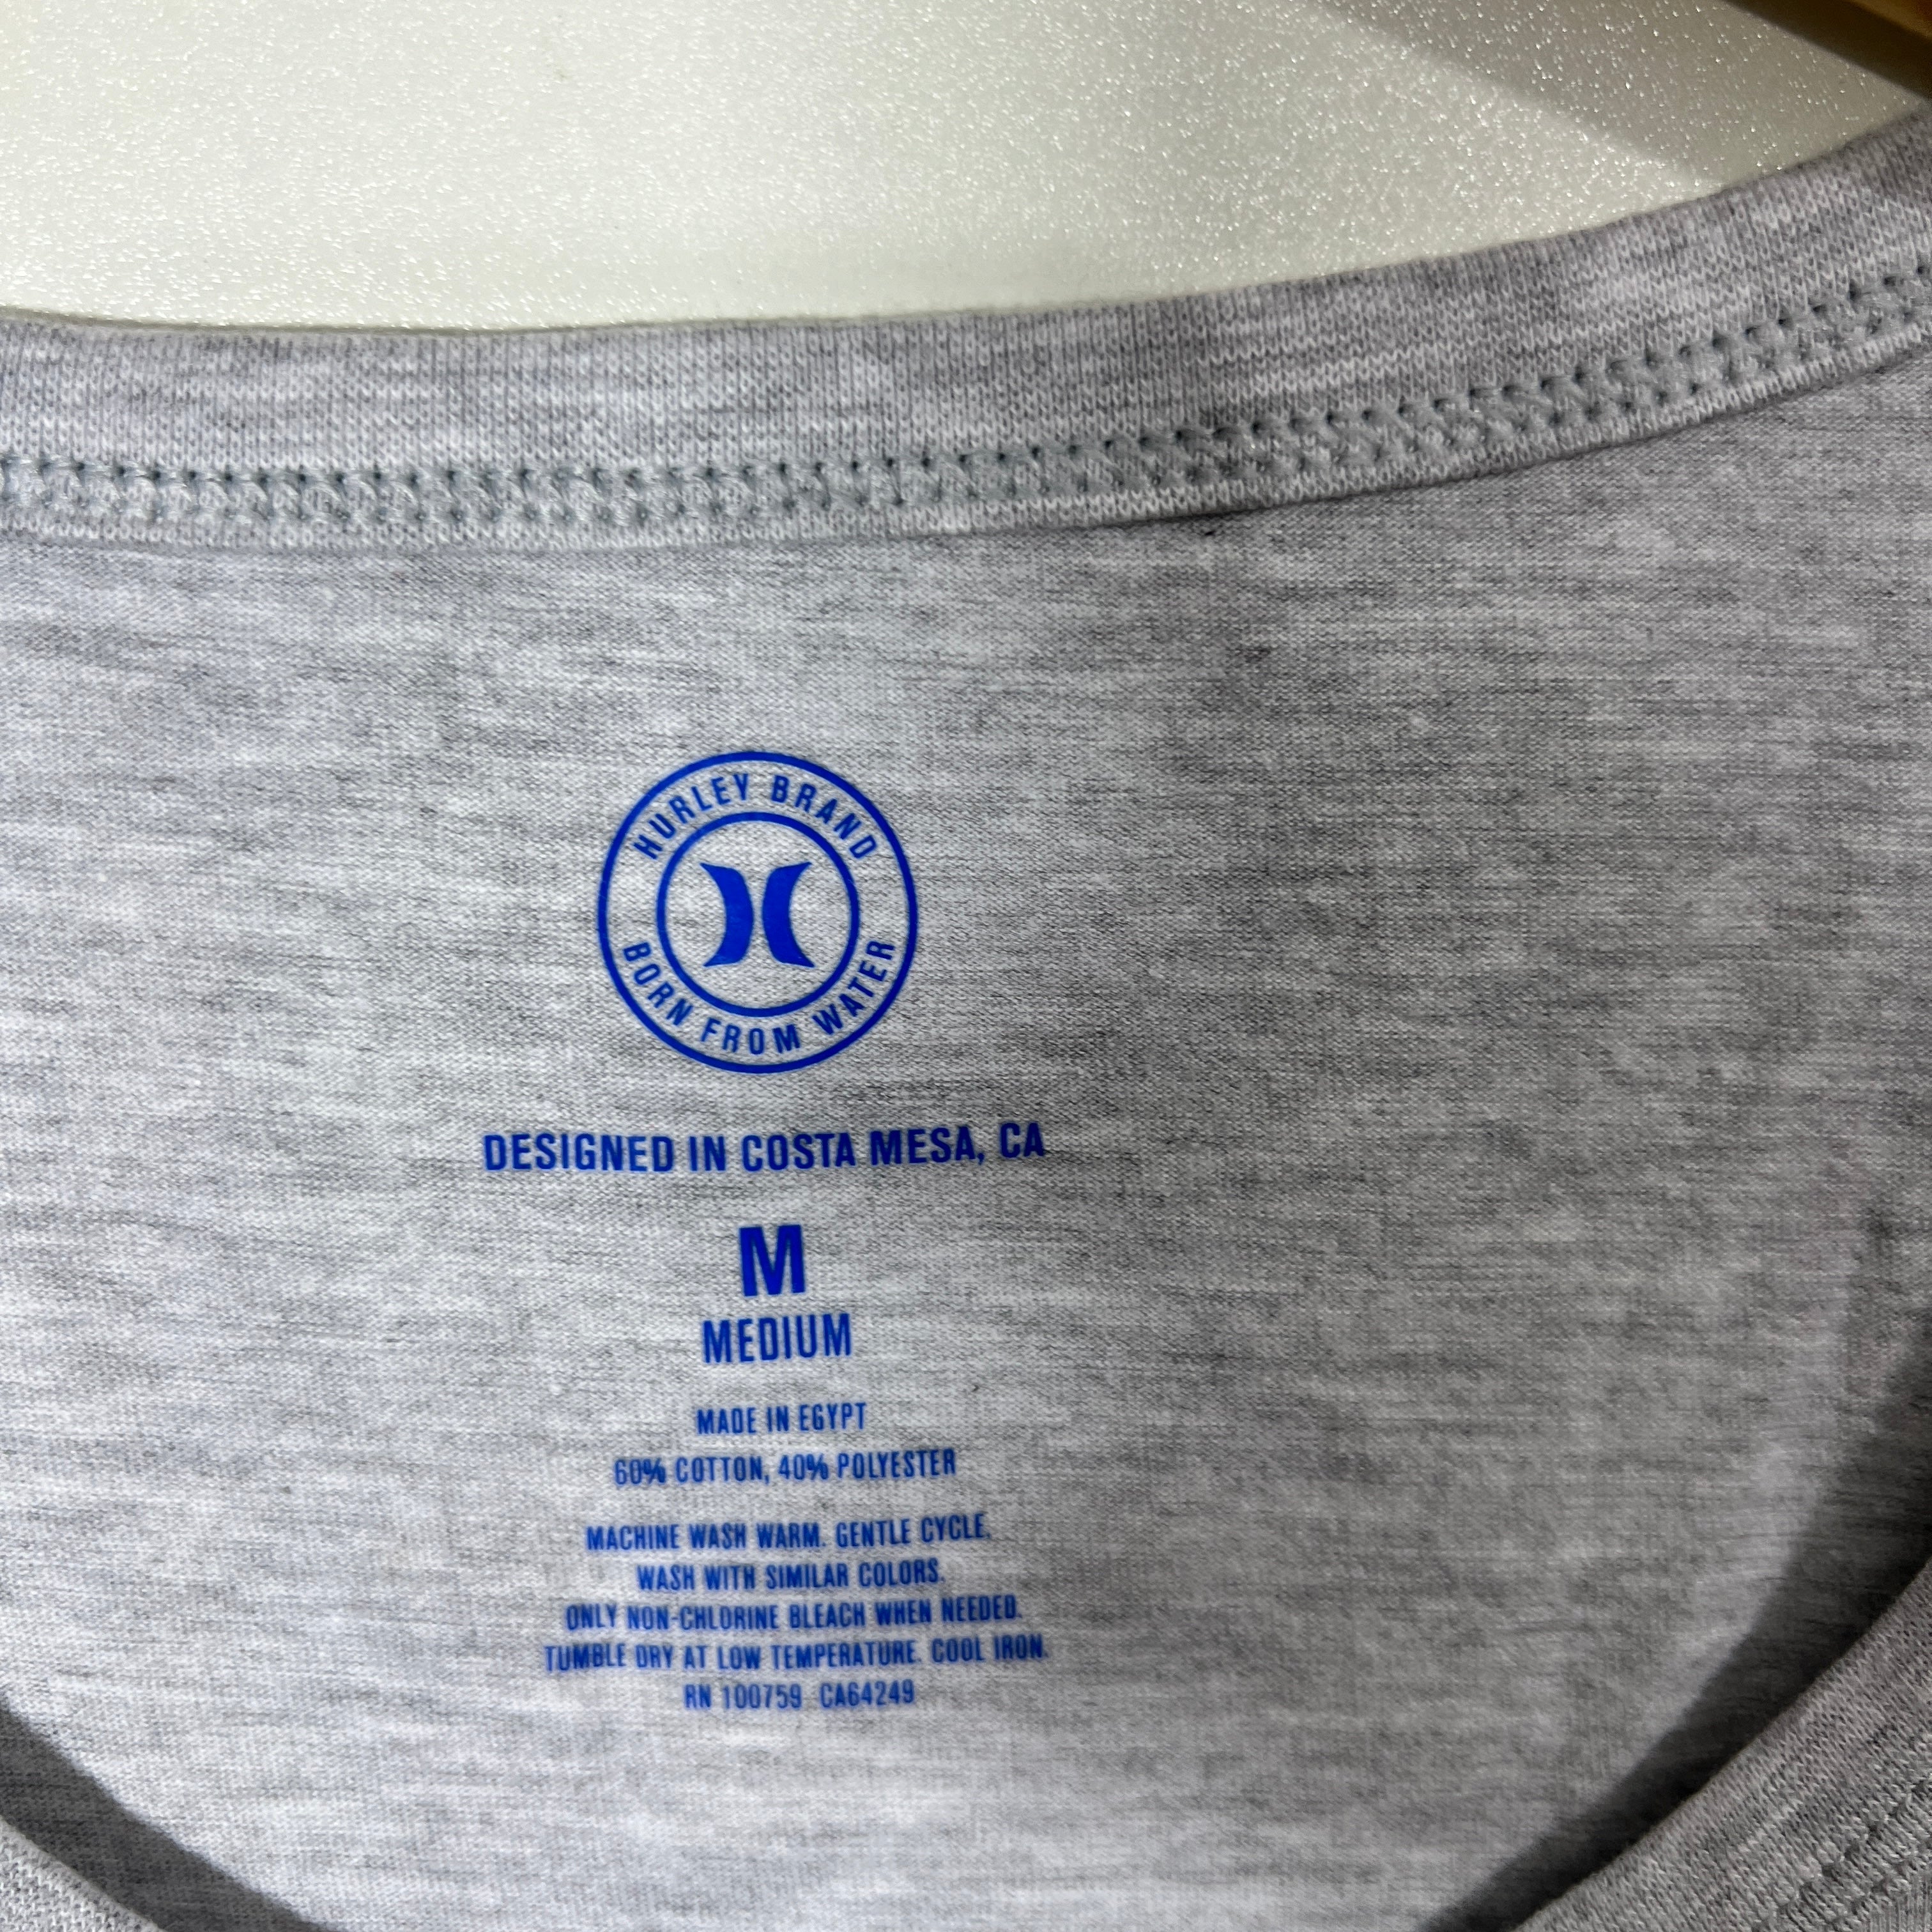 HURLEY BRAND
BORN FROM WATER
DESIGNED IN COSTA MESA, CA
M
MEDIUM
MADE IN EGYPT
60% COTTON, 40% POLYESTER
MACHINE WASH WARM. GENTLE CYCLE.
WASH WITH SIMILAR COLORS.
ONLY NON-CHLORINE BLEACH WHEN NEEDED.
TUMBLE DRY AT LOW TEMPERATURE. COOL IRON.
RN 100759 CA64249